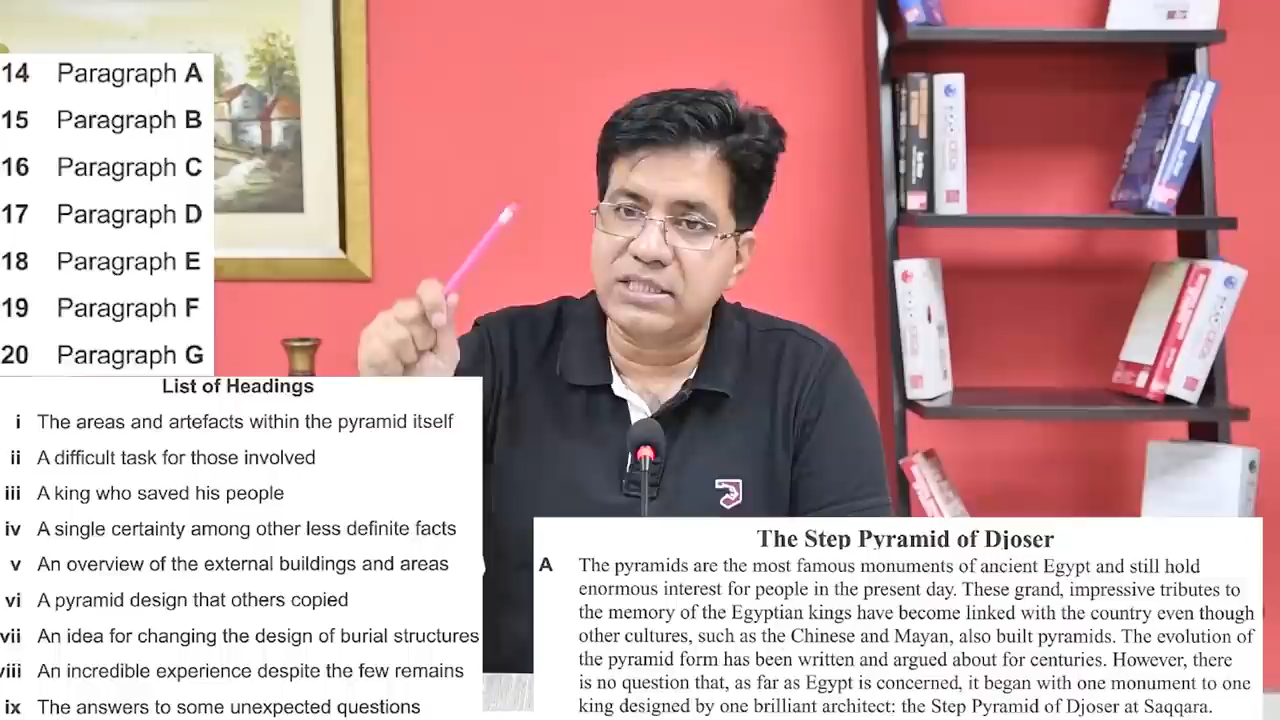 14 Paragraph A
15 Paragraph B
16 Paragraph C
17 Paragraph D
18 Paragraph E
19 Paragraph F
20 Paragraph G
List of Headings
i The areas and artefacts within the pyramid itself
ii A difficult task for those involved
iii A king who saved his people
iv A single certainty among other less definite facts
v An overview of the external buildings and areas
vi A pyramid design that others copied
vii An idea for changing the design of burial structures
viii An incredible experience despite the few remains
ix The answers to some unexpected questions
The Step Pyramid of Djoser
A The pyramids are the most famous monuments of ancient Egypt and still hold
enormous interest for people in the present day. These grand, impressive tributes to
the memory of the Egyptian kings have become linked with the country even though
other cultures, such as the Chinese and Mayan, also built pyramids. The evolution of
the pyramid form has been written and argued about for centuries. However, there
is no question that, as far as Egypt is concerned, it began with one monument to one
king designed by one brilliant architect: the Step Pyramid of Djoser at Saqqara.